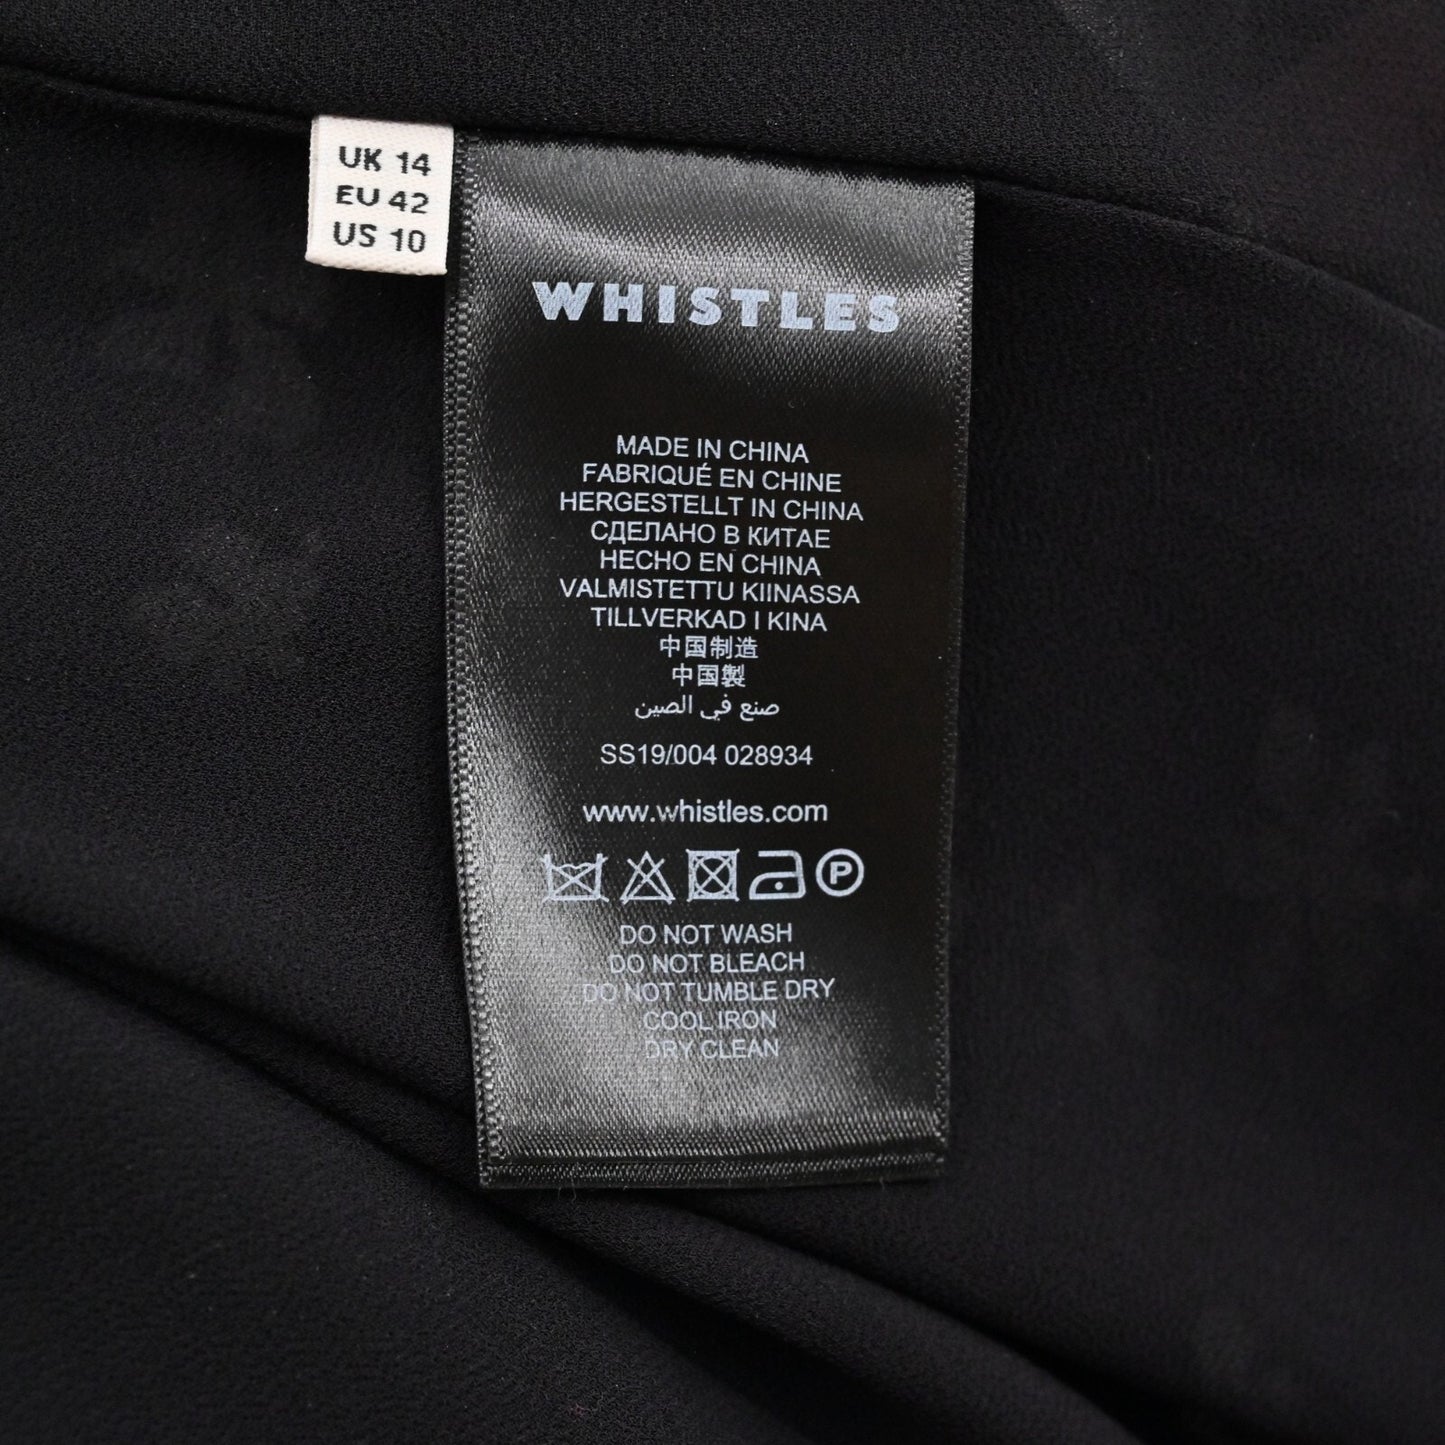 UK 14
EU 42
US 10
WHISTLES
MADE IN CHINA
FABRIQUÉ EN CHINE
HERGESTELLT IN CHINA
СДЕЛАНО В КИТАЕ
HECHO EN CHINA
VALMISTETTU KIINASSA
TILLVERKAD I KINA
中国制造
中国製
صنع في الصين
SS19/004 028934
www.whistles.com
P
DO NOT WASH
DO NOT BLEACH
DO NOT TUMBLE DRY
COOL IRON
DRY CLEAN